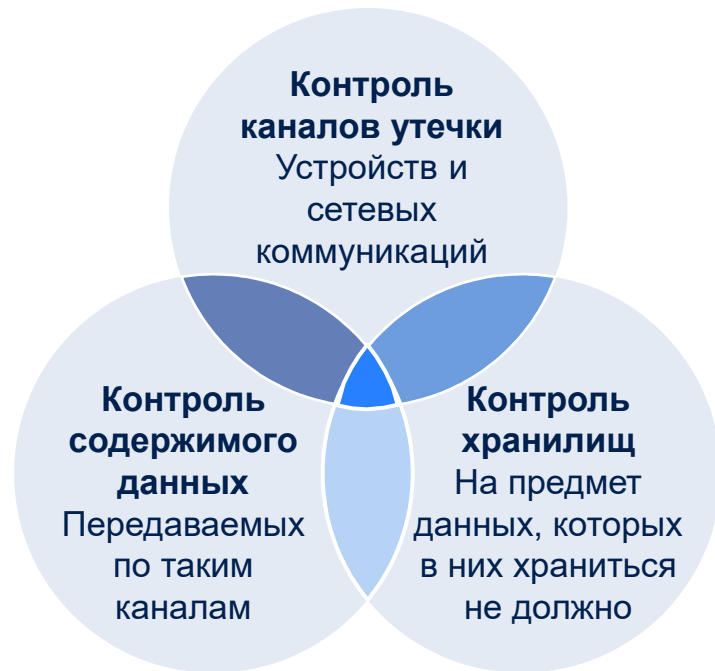 Контроль
каналов утечки
Устройств и
сетевых
коммуникаций
Контроль
содержимого
данных
Передаваемых
по таким
каналам
Контроль
хранилищ
На предмет
данных, которых
в них храниться
не должно